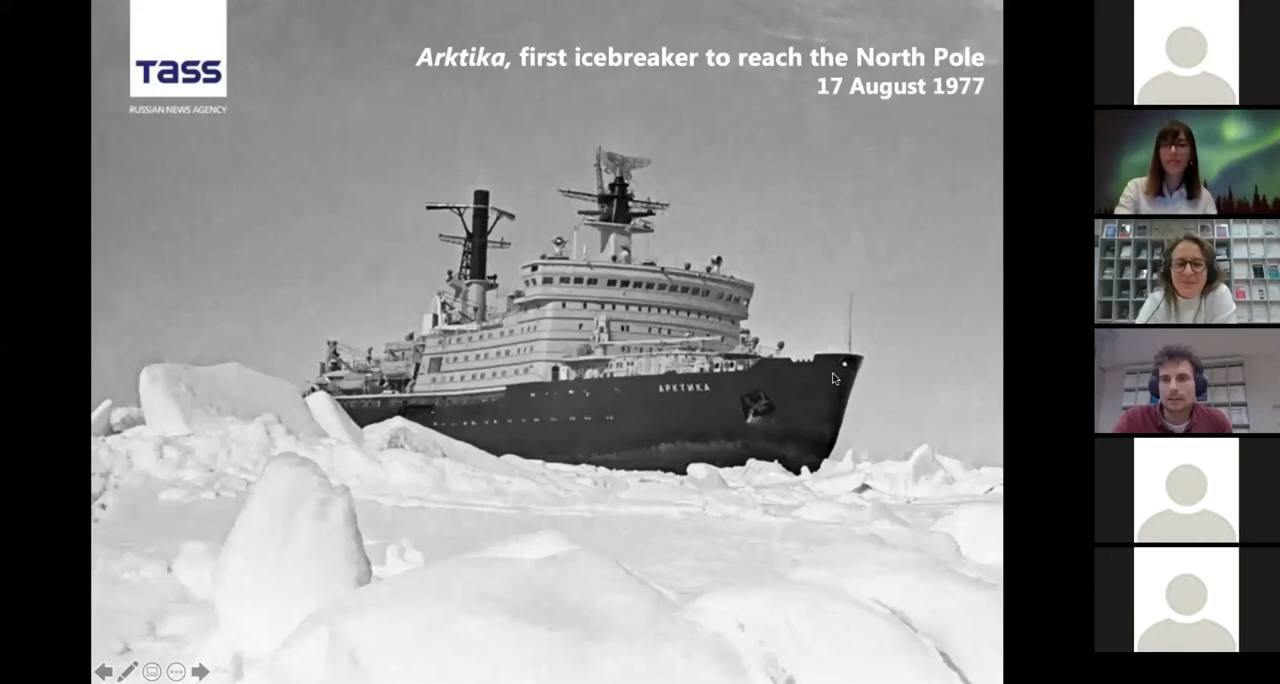 TASS
RUSSIAN NEWS AGENCY
Arktika, first icebreaker to reach the North Pole
17 August 1977
АРКТИКА